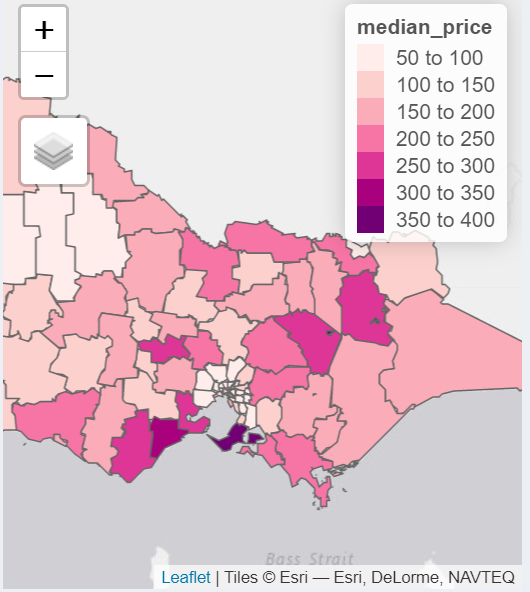 +
−
median_price
50 to 100
100 to 150
150 to 200
200 to 250
250 to 300
300 to 350
350 to 400
Bass Strait
Leaflet | Tiles © Esri — Esri, DeLorme, NAVTEQ